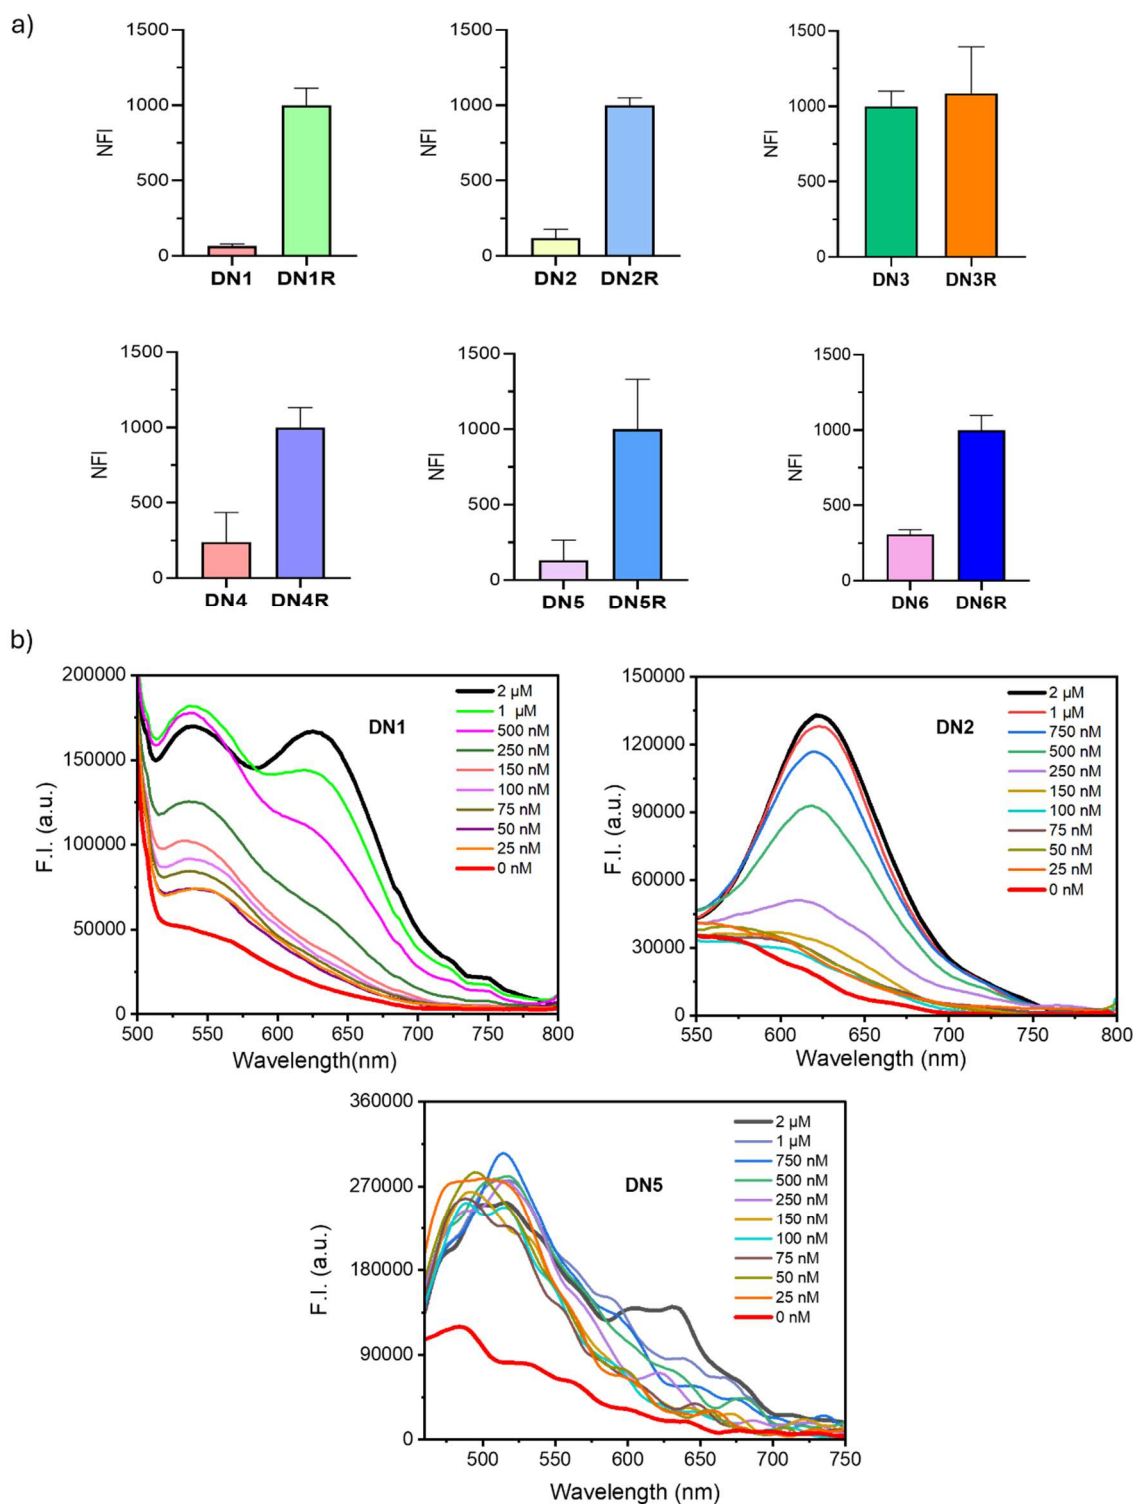 a)
1500
1000
500
0
NFI
DN1 DN1R
1500
1000
500
0
NFI
DN2 DN2R
1500
1000
500
0
NFI
DN3 DN3R
1500
1000
500
0
NFI
DN4 DN4R
1500
1000
500
0
NFI
DN5 DN5R
1500
1000
500
0
NFI
DN6 DN6R
b)
200000
150000
100000
50000
0
F.I. (a.u.)
DN1
2 µM
1 µM
500 nM
250 nM
150 nM
100 nM
75 nM
50 nM
25 nM
0 nM
500 550 600 650 700 750 800
Wavelength(nm)
150000
120000
90000
60000
30000
0
F.I. (a.u.)
DN2
2 µM
1 µM
750 nM
500 nM
250 nM
150 nM
100 nM
75 nM
50 nM
25 nM
0 nM
550 600 650 700 750 800
Wavelength (nm)
360000
270000
180000
90000
0
F.I. (a.u.)
DN5
2 µM
1 µM
750 nM
500 nM
250 nM
150 nM
100 nM
75 nM
50 nM
25 nM
0 nM
500 550 600 650 700 750
Wavelength (nm)